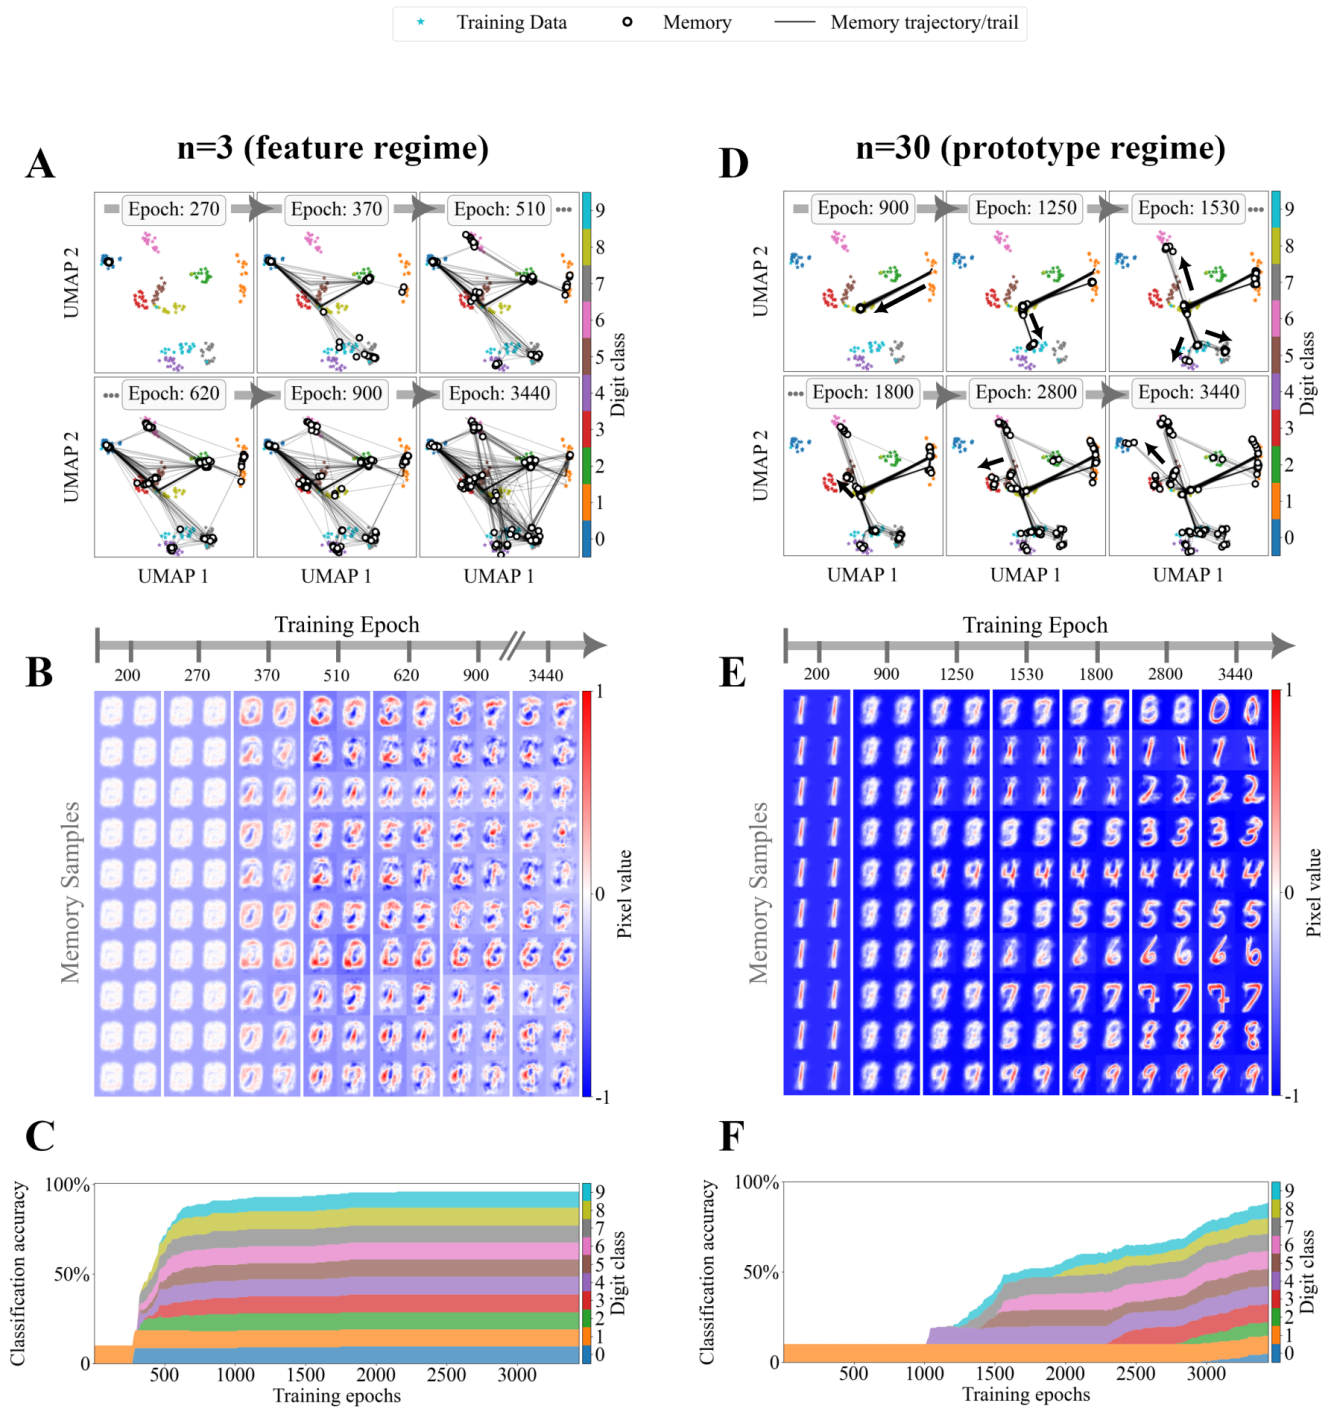 Training Data Memory Memory trajectory/trail
A n=3 (feature regime)
Epoch: 270 Epoch: 370 Epoch: 510
UMAP 2
Epoch: 620 Epoch: 900 Epoch: 3440
UMAP 2
UMAP 1 UMAP 1 UMAP 1
9
8
7
6
5
4
3
2
1
0
Digit class
B
Training Epoch
200 270 370 510 620 900 3440
Memory Samples
1
0
-1
Pixel value
C
Classification accuracy
100%
50%
0
500 1000 1500 2000 2500 3000
Training epochs
9
8
7
6
5
4
3
2
1
0
Digit class
D n=30 (prototype regime)
Epoch: 900 Epoch: 1250 Epoch: 1530
UMAP 2
Epoch: 1800 Epoch: 2800 Epoch: 3440
UMAP 2
UMAP 1 UMAP 1 UMAP 1
9
8
7
6
5
4
3
2
1
0
Digit class
E
Training Epoch
200 900 1250 1530 1800 2800 3440
Memory Samples
1
0
-1
Pixel value
F
Classification accuracy
100%
50%
0
500 1000 1500 2000 2500 3000
Training epochs
9
8
7
6
5
4
3
2
1
0
Digit class